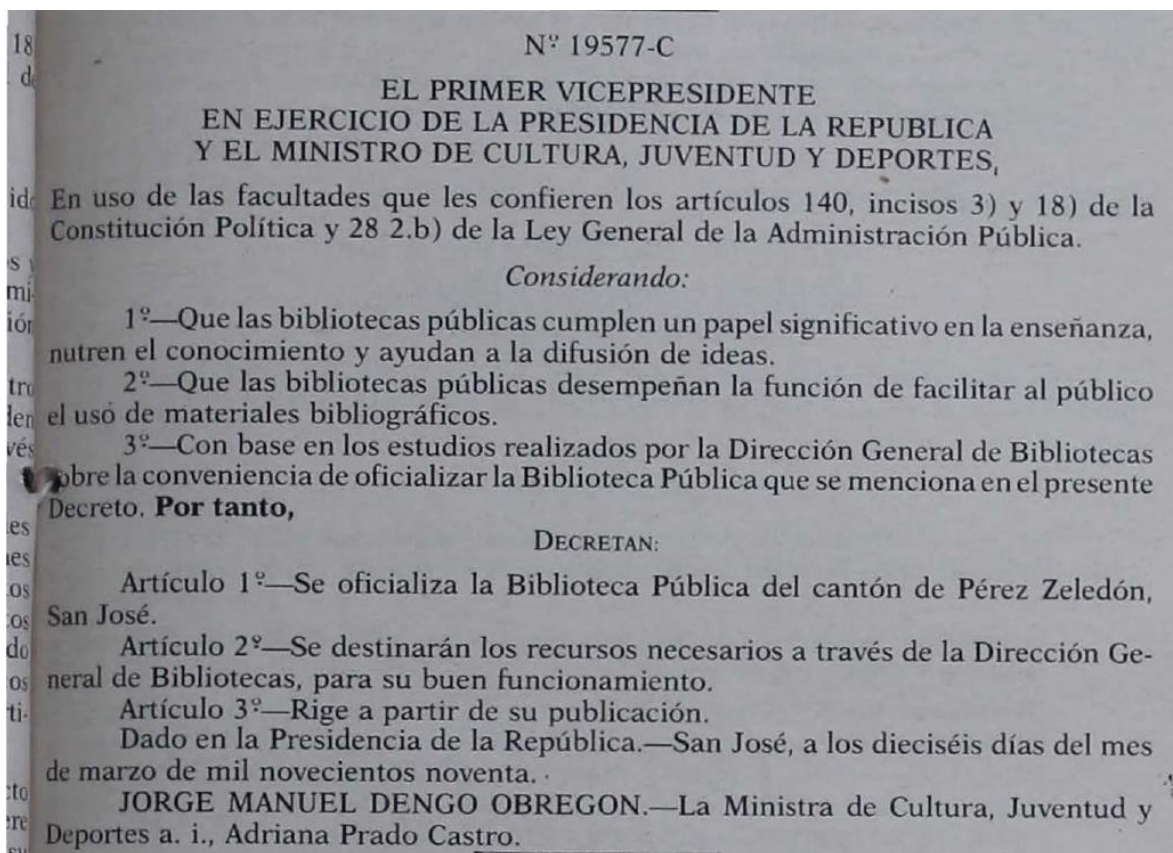 18
Nº 19577-C
EL PRIMER VICEPRESIDENTE
EN EJERCICIO DE LA PRESIDENCIA DE LA REPUBLICA
Y EL MINISTRO DE CULTURA, JUVENTUD Y DEPORTES,
En uso de las facultades que les confieren los artículos 140, incisos 3) y 18) de la
Constitución Política y 28 2.b) de la Ley General de la Administración Pública.
Considerando:
1º—Que las bibliotecas públicas cumplen un papel significativo en la enseñanza,
nutren el conocimiento y ayudan a la difusión de ideas.
2º—Que las bibliotecas públicas desempeñan la función de facilitar al público
el uso de materiales bibliográficos.
3º—Con base en los estudios realizados por la Dirección General de Bibliotecas
sobre la conveniencia de oficializar la Biblioteca Pública que se menciona en el presente
Decreto. Por tanto,
DECRETAN:
Artículo 1º—Se oficializa la Biblioteca Pública del cantón de Pérez Zeledón,
San José.
Artículo 2º—Se destinarán los recursos necesarios a través de la Dirección Ge-
neral de Bibliotecas, para su buen funcionamiento.
Artículo 3º—Rige a partir de su publicación.
Dado en la Presidencia de la República.—San José, a los dieciséis días del mes
de marzo de mil novecientos noventa.
JORGE MANUEL DENGO OBREGON.—La Ministra de Cultura, Juventud y
Deportes a. i., Adriana Prado Castro.